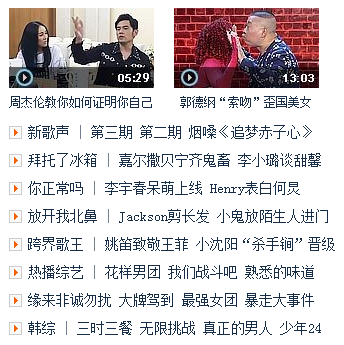 05:29
13:03
周杰伦教你如何证明你自己
郭德纲“索吻”歪国美女
新歌声 | 第三期 第二期 烟嗓《追梦赤子心》
拜托了冰箱 | 嘉尔撒贝宁齐鬼畜 李小璐谈甜馨
你正常吗 | 李宇春呆萌上线 Henry表白何炅
放开我北鼻 | Jackson剪长发 小鬼放陌生人进门
跨界歌王 | 姚笛致敬王菲 小沈阳“杀手锏”晋级
热播综艺 | 花样男团 我们战斗吧 熟悉的味道
缘来非诚勿扰 大牌驾到 最强女团 暴走大事件
韩综 | 三时三餐 无限挑战 真正的男人 少年24